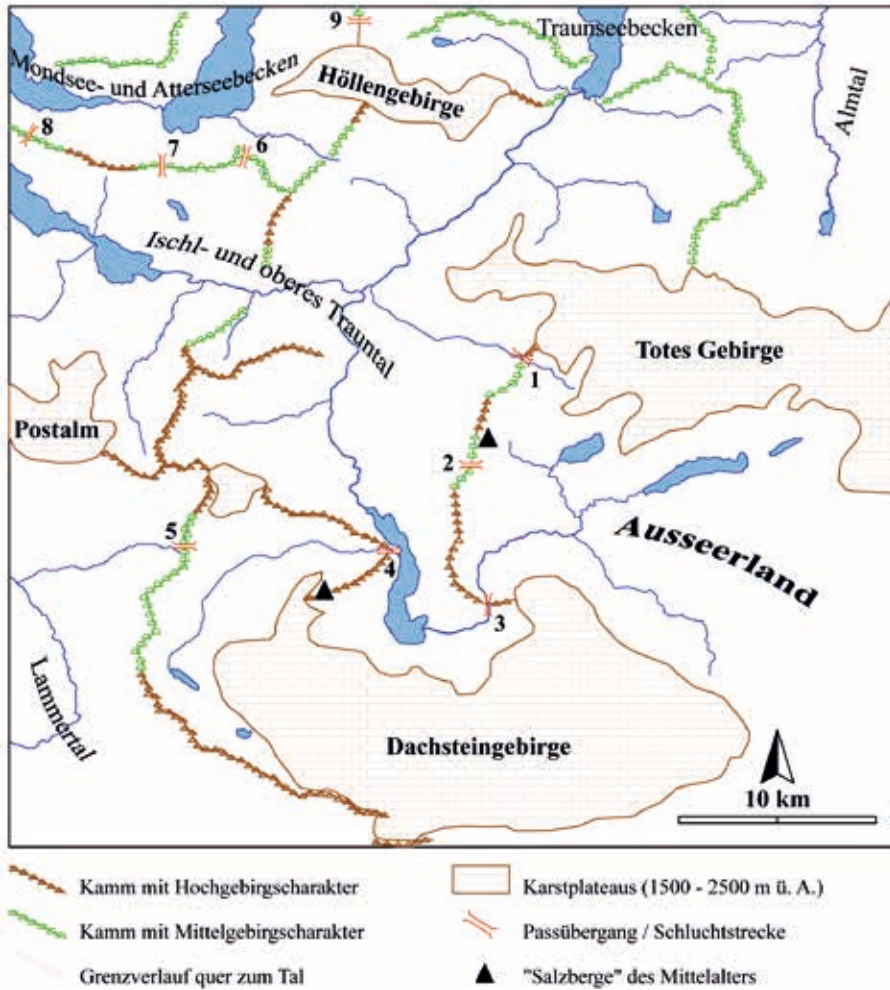 9
Traunseebecken
Mondsee- und Atterseebecken
Höllengebirge
Almtal
8
7
6
Ischl- und oberes Trauntal
Totes Gebirge
1
Postalm
2
Ausseerland
5
4
3
Lammertal
Dachsteingebirge
10 km
Kamm mit Hochgebirgscharakter
Karstplateaus (1500 - 2500 m ü. A.)
Kamm mit Mittelgebirgscharakter
Passübergang / Schluchtstrecke
Grenzverlauf quer zum Tal
"Salzberge" des Mittelalters